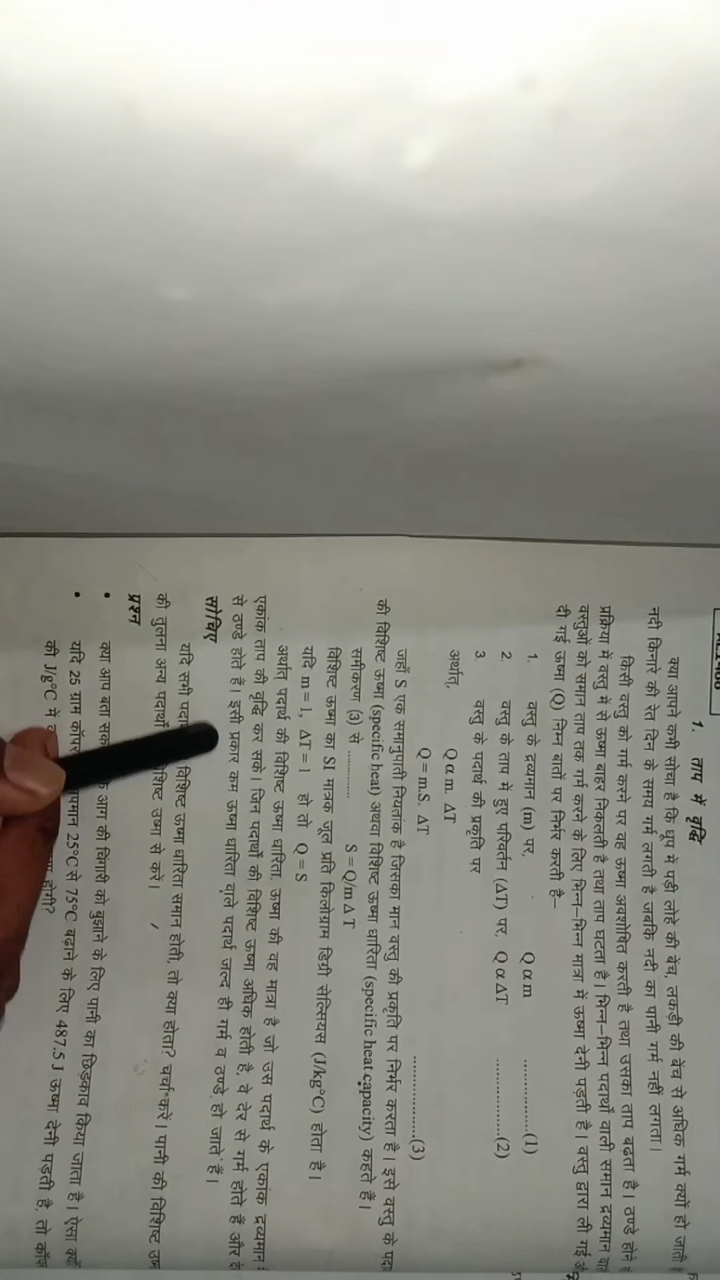 1. ताप में वृद्धि
क्या आपने कभी सोचा है कि धूप में पड़ी लोहे की बेंच, लकड़ी की बेंच से अधिक गर्म क्यों हो जाती
नदी किनारे की रेत दिन के समय गर्म लगती है जबकि नदी का पानी गर्म नहीं लगता।
किसी वस्तु को गर्म करने पर वह ऊष्मा अवशोषित करती है तथा उसका ताप बढ़ता है। ठण्डे होने
प्रक्रिया में वस्तु में से ऊष्मा बाहर निकलती है तथा ताप घटता है। भिन्न–भिन्न पदार्थों वाली समान द्रव्यमान
वस्तुओं को समान ताप तक गर्म करने के लिए भिन्न–भिन्न मात्रा में ऊष्मा देनी पड़ती है। वस्तु द्वारा ली गई
दी गई ऊष्मा (Q) निम्न बातों पर निर्भर करती है–
1. वस्तु के द्रव्यमान (m) पर, Q α m ....................(1)
2. वस्तु के ताप में हुए परिवर्तन (ΔT) पर, Q α ΔT ....................(2)
3. वस्तु के पदार्थ की प्रकृति पर
अर्थात्, Q α m. ΔT
Q = m.S. ΔT ....................(3)
जहाँ S एक समानुपाती नियतांक है जिसका मान वस्तु की प्रकृति पर निर्भर करता है। इसे वस्तु के
की विशिष्ट ऊष्मा (specific heat) अथवा विशिष्ट ऊष्मा धारिता (specific heat capacity) कहते है।
समीकरण (3) से .............. S = Q/m Δ T
विशिष्ट ऊष्मा का SI मात्रक जूल प्रति किलोग्राम डिग्री सेल्सियस (J/kg°C) होता है।
यदि m = 1, ΔT = 1 हो तो Q = S
अर्थात् पदार्थ की विशिष्ट ऊष्मा धारिता, ऊष्मा की वह मात्रा है जो उस पदार्थ के एकांक द्रव्यमान
एकांक ताप की वृद्धि कर सके। जिन पदार्थों की विशिष्ट ऊष्मा अधिक होती है, वे देर से गर्म होते हैं और
से ठण्डे होते है। इसी प्रकार कम ऊष्मा धारिता वाले पदार्थ जल्द ही गर्म व ठण्डे हो जाते हैं।
सोचिए
यदि सभी विशिष्ट ऊष्मा धारिता समान होती, तो क्या होता? चर्चा करें। पानी की विशिष्ट
की तुलना अन्य पदार्थों उष्मा से करें।
प्रश्न
• क्या आप बता आग की चिंगारी को बुझाने के लिए पानी का छिड़काव किया जाता है। ऐसा
• यदि 25 ग्राम कॉपर 25°C से 75°C बढ़ाने के लिए 487.5 J ऊष्मा देनी पड़ती है, तो
की J/g°C में होगी?